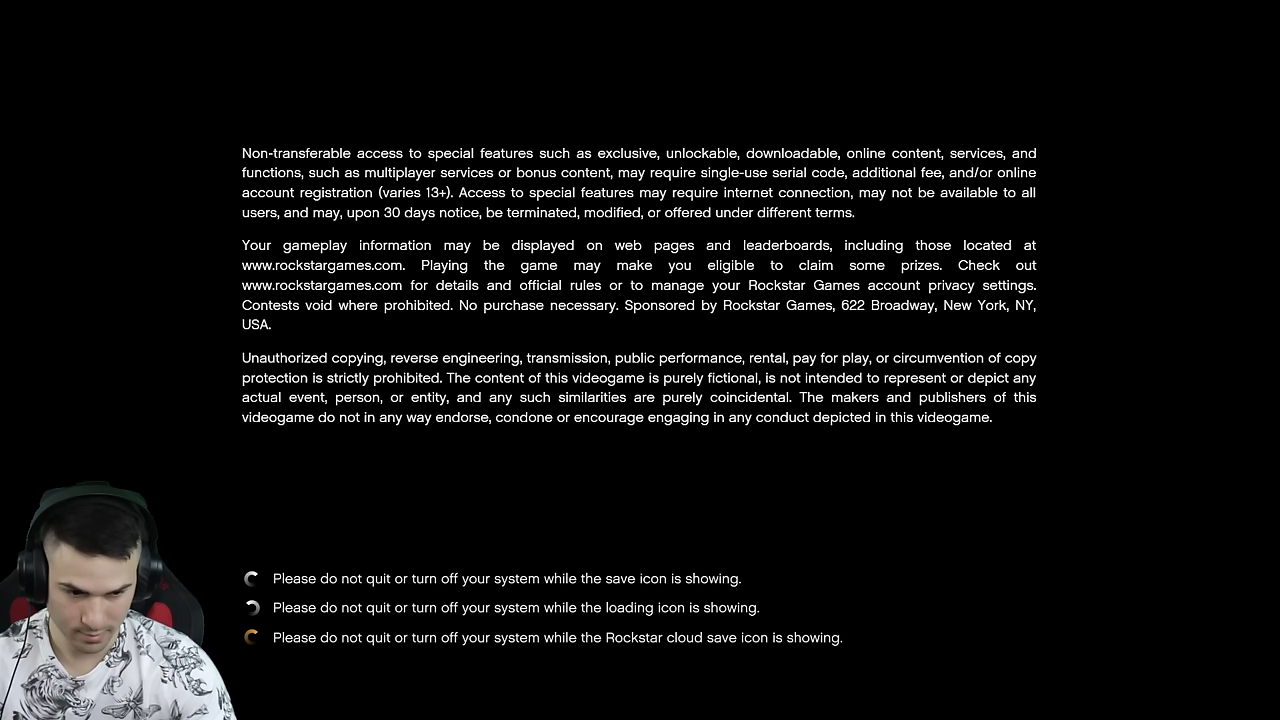 Non-transferable access to special features such as exclusive, unlockable, downloadable, online content, services, and
functions, such as multiplayer services or bonus content, may require single-use serial code, additional fee, and/or online
account registration (varies 13+). Access to special features may require internet connection, may not be available to all
users, and may, upon 30 days notice, be terminated, modified, or offered under different terms.
Your gameplay information may be displayed on web pages and leaderboards, including those located at
www.rockstargames.com. Playing the game may make you eligible to claim some prizes. Check out
www.rockstargames.com for details and official rules or to manage your Rockstar Games account privacy settings.
Contests void where prohibited. No purchase necessary. Sponsored by Rockstar Games, 622 Broadway, New York, NY,
USA.
Unauthorized copying, reverse engineering, transmission, public performance, rental, pay for play, or circumvention of copy
protection is strictly prohibited. The content of this videogame is purely fictional, is not intended to represent or depict any
actual event, person, or entity, and any such similarities are purely coincidental. The makers and publishers of this
videogame do not in any way endorse, condone or encourage engaging in any conduct depicted in this videogame.
Please do not quit or turn off your system while the save icon is showing.
Please do not quit or turn off your system while the loading icon is showing.
Please do not quit or turn off your system while the Rockstar cloud save icon is showing.